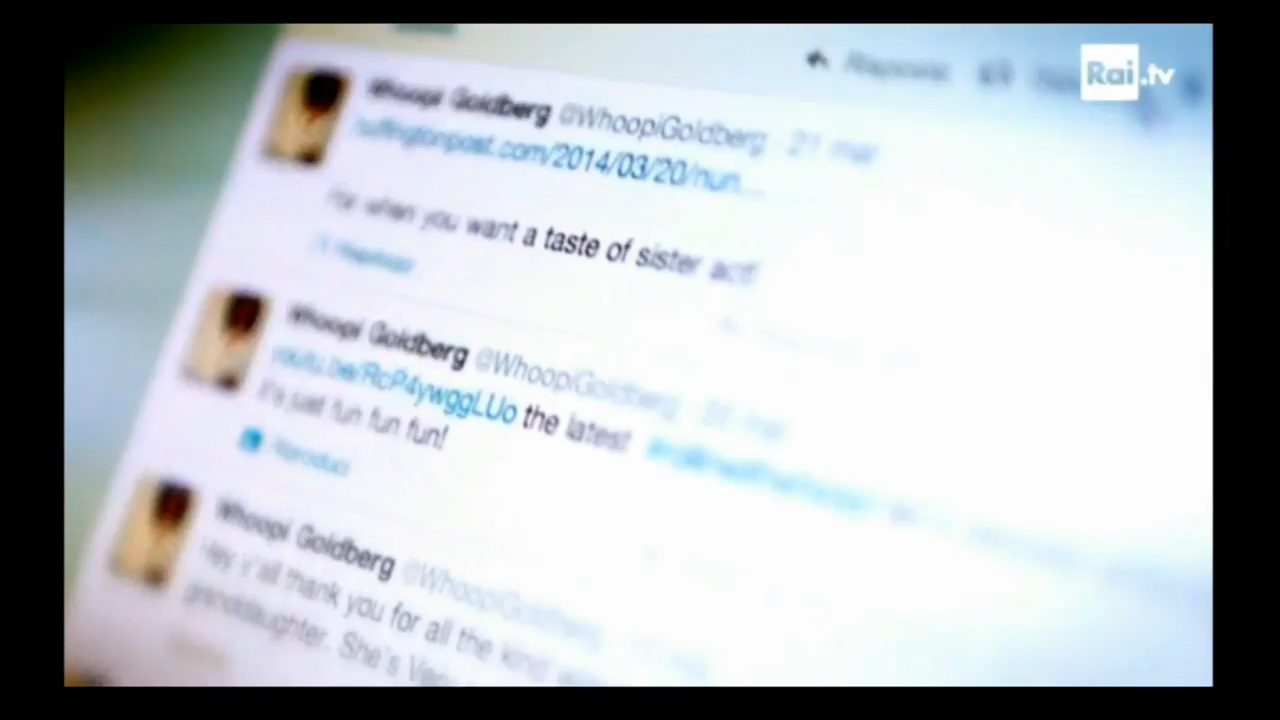 Rai.tv
Whoopi Goldberg @WhoopiGoldberg · 21 mar
huffingtonpost.com/2014/03/20/nun...
For when you want a taste of sister act!
Whoopi Goldberg @WhoopiGoldberg
youtu.be/RcP4ywggLUo the latest
It's just fun fun fun!
Whoopi Goldberg @WhoopiGoldberg
Hey y'all thank you for all the kind
granddaughter. She's Very